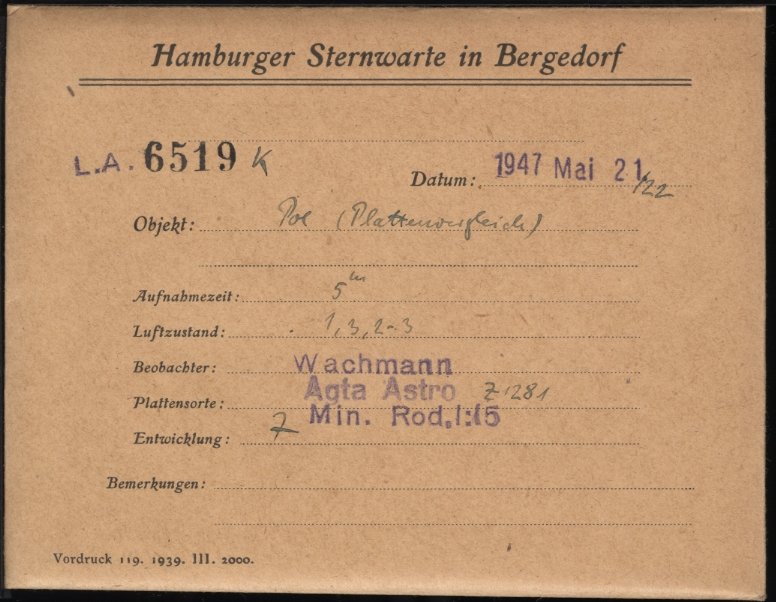 Hamburger Sternwarte in Bergedorf
L.A. 6519 K
Datum: 1947 Mai 21/22
Objekt: Pol (Plattenvergleich)
Aufnahmezeit: 5m
Luftzustand: 1, 3, 2-3
Beobachter: Wachmann
Plattensorte: Agfa Astro Z 1281
Entwicklung: 7 Min. Rod. 1:15
Bemerkungen:
Vordruck 119. 1939. III. 2000.